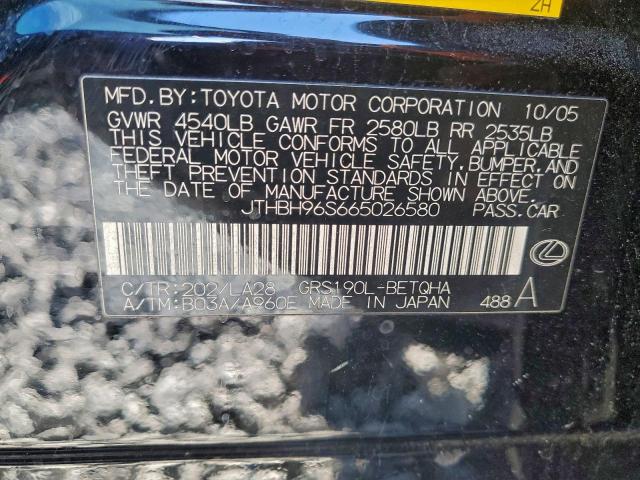 HZ
MFD.BY:TOYOTA MOTOR CORPORATION 10/05
GVWR 4540LB GAWR FR 2580LB RR 2535LB
THIS VEHICLE CONFORMS TO ALL APPLICABLE
FEDERAL MOTOR VEHICLE SAFETY,BUMPER,AND
THEFT PREVENTION STANDARDS IN EFFECT ON
THE DATE OF MANUFACTURE SHOWN ABOVE.
JTHBH96S665026580 PASS.CAR
C/TR:202/LA28 GRS190L-BETQHA
A/TM:B03A/A960E MADE IN JAPAN 488 A